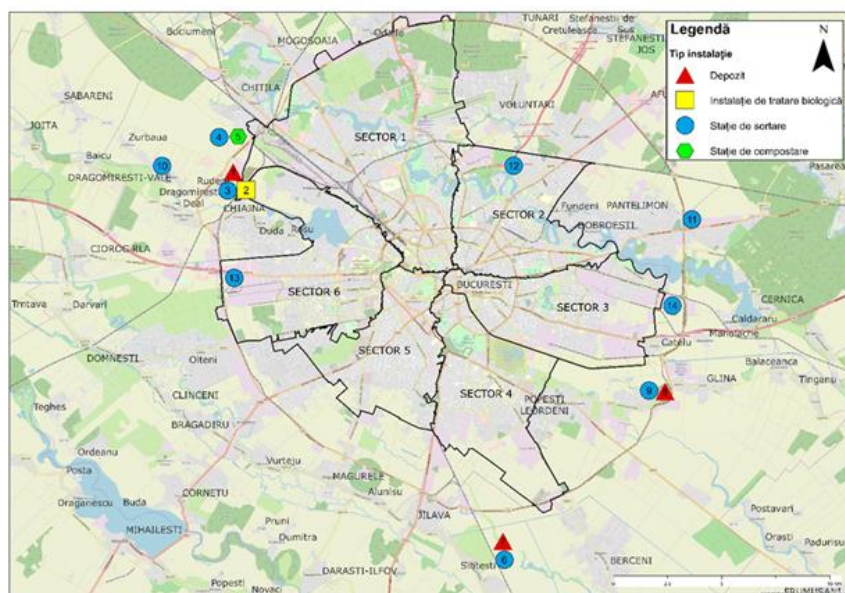 TUNARI
Stefanestii de
Sus
Cretuleasca
STEFANESTI
JOS
Buciumeni
MOGOSOAIA
Odaile
Legendă
N
Tip instalație
Depozit
Instalație de tratare biologică
Stație de sortare
Stație de compostare
CHITILA
SABARENI
VOLUNTARI
JOITA
Zurbaua
4
5
SECTOR 1
Baicu
10
DRAGOMIRESTI-VALE
12
Pasarea
Dragomiresti
Deal
3
2
CHIAJNA
SECTOR 2
Fundeni
PANTELIMON
DOBROESTI
11
Duda
Rosu
CIOROGIRLA
13
SECTOR 6
BUCURESTI
SECTOR 3
14
CERNICA
Caldararu
Darvari
Manolache
Catelu
DOMNESTI
Olteni
SECTOR 5
Balaceanca
GLINA
Tinganu
CLINCENI
SECTOR 4
POPESTI
LEORDENI
9
Teghes
BRAGADIRU
Ordeanu
Posta
Vurteju
MAGURELE
Alunisu
Buda
Draganescu
CORNETU
JILAVA
Postavari
MIHAILESTI
Pruni
Dumitra
Orasti
Padurisu
6
BERCENI
DARASTI-ILFOV
Popesti
Novaci